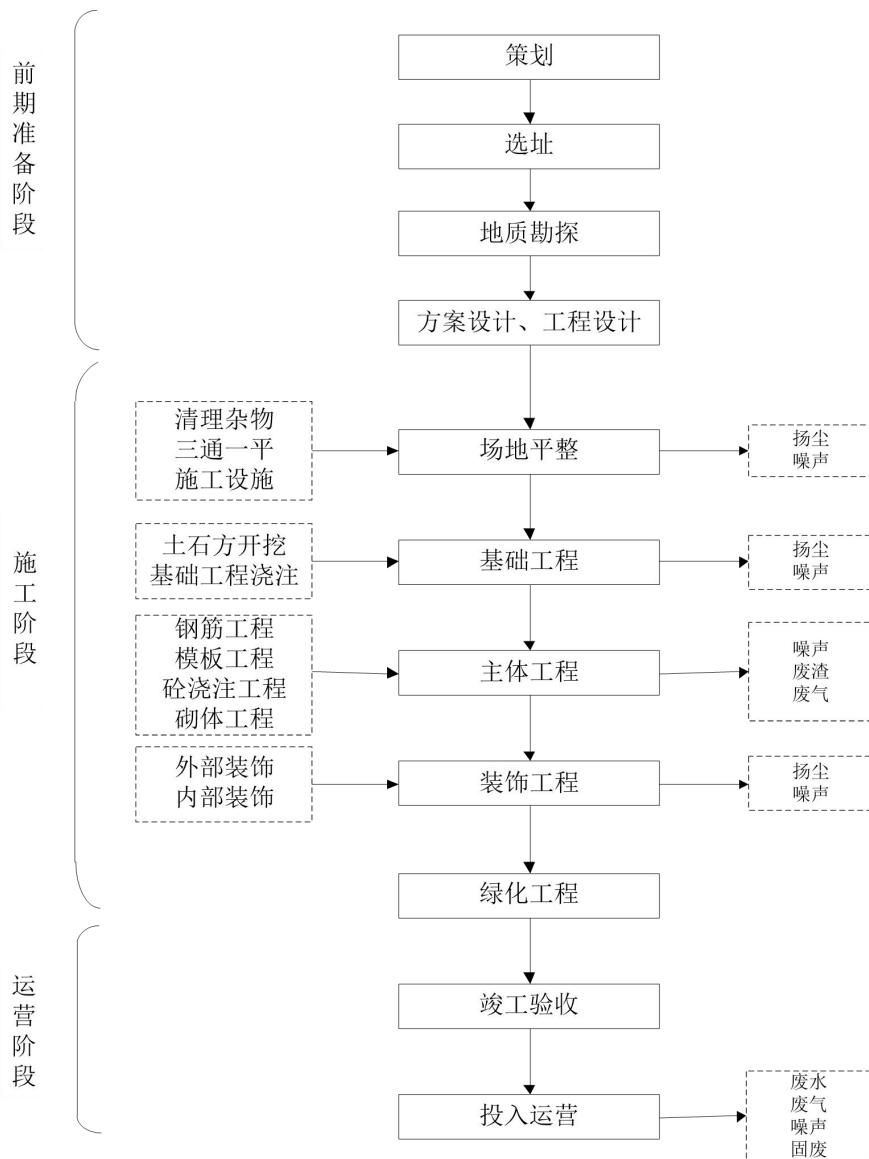 前期准备阶段
策划
选址
地质勘探
方案设计、工程设计
施工阶段
清理杂物
三通一平
施工设施
场地平整
扬尘
噪声
土石方开挖
基础工程浇注
基础工程
扬尘
噪声
钢筋工程
模板工程
砼浇注工程
砌体工程
主体工程
噪声
废渣
废气
外部装饰
内部装饰
装饰工程
扬尘
噪声
绿化工程
运营阶段
竣工验收
投入运营
废水
废气
噪声
固废